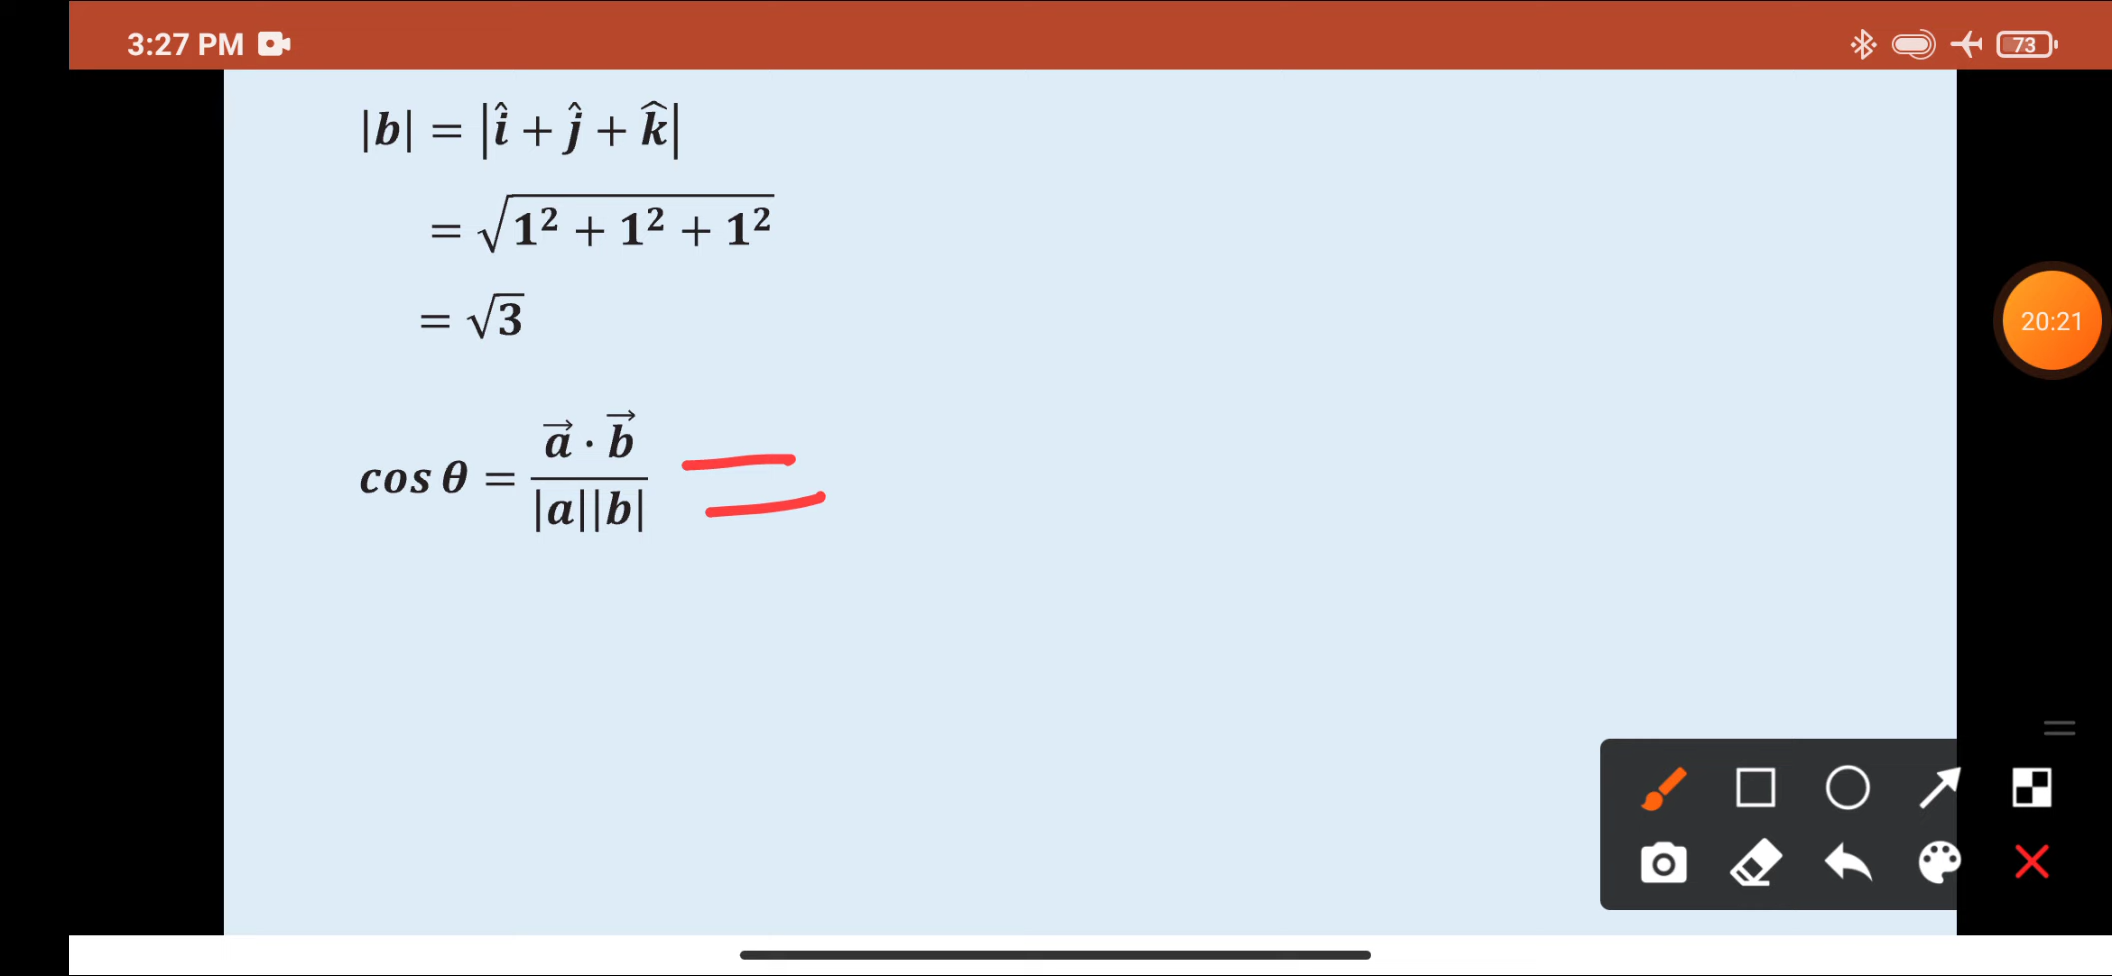 3:27 PM 73
|b| = |î + ĵ + k̂|
= √(1² + 1² + 1²)
= √3
20:21
cos θ = (a⃗ · b⃗)/(|a||b|) =